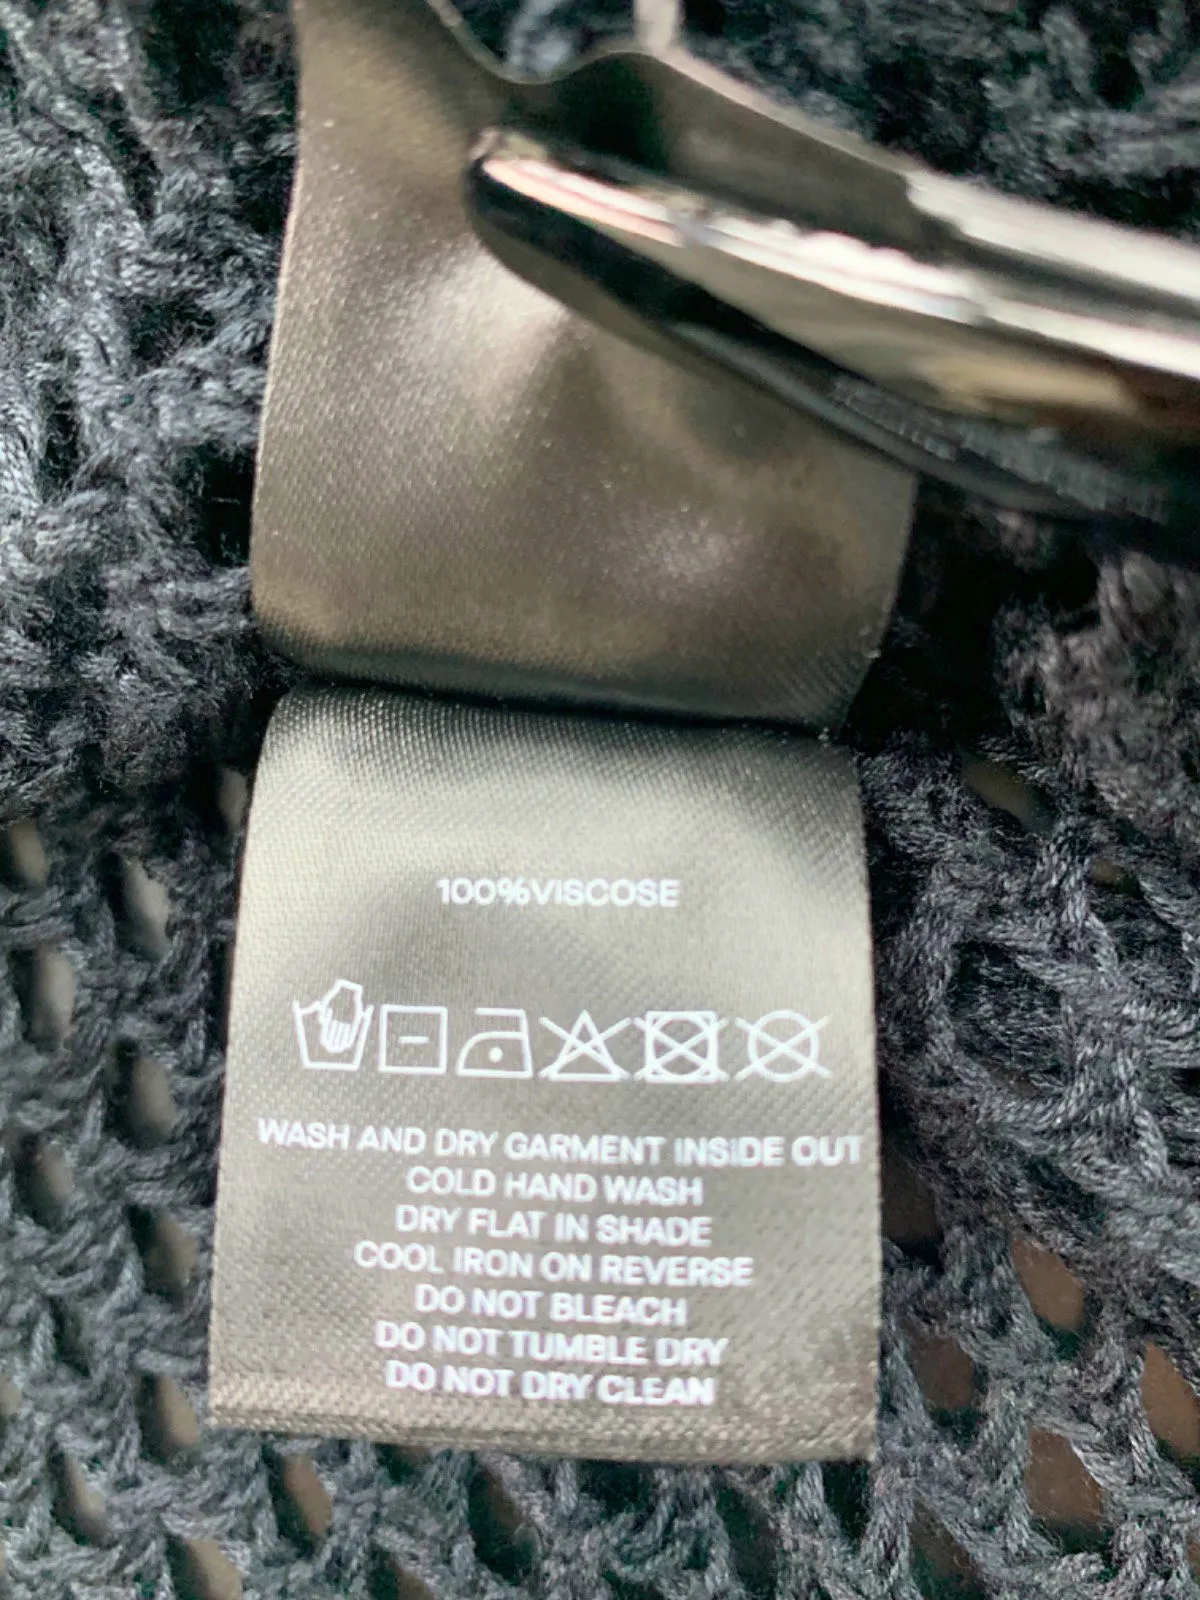 100%VISCOSE
WASH AND DRY GARMENT INSIDE OUT
COLD HAND WASH
DRY FLAT IN SHADE
COOL IRON ON REVERSE
DO NOT BLEACH
DO NOT TUMBLE DRY
DO NOT DRY CLEAN